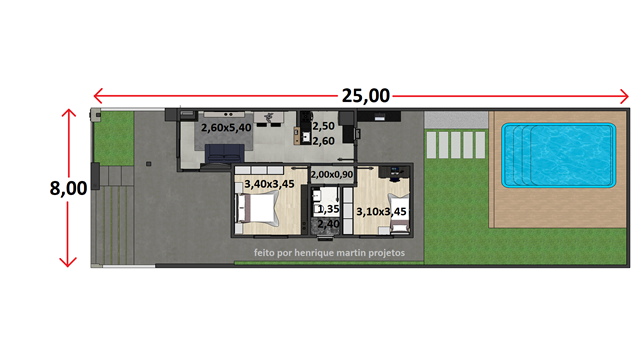 25,00
8,00
2,60x5,40
2,50
2,60
2,00x0,90
3,40x3,45
1,35
2,40
3,10x3,45
feito por henrique martin projetos